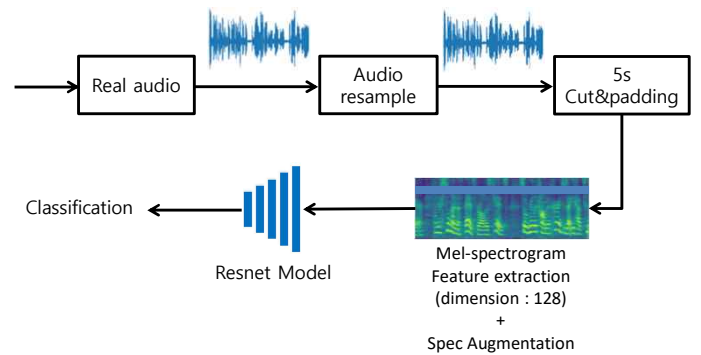 Real audio
Audio
resample
5s
Cut&padding
Classification
Resnet Model
Mel-spectrogram
Feature extraction
(dimension : 128)
+
Spec Augmentation